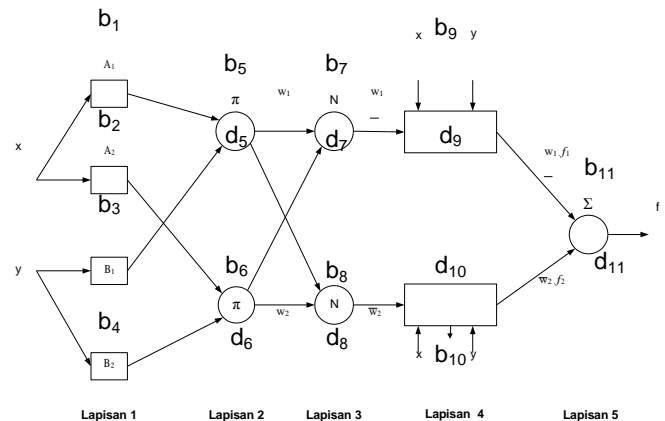 b1
A1
b2
A2
b3
x
y
B1
b4
B2
b5
π
d5
w1
b6
π
d6
w2
b7
N
d7
w1
b8
N
d8
w̅2
x b9 y
d9
w1 f1
d10
x b10 y
w̅2 f2
b11
Σ
d11
f
Lapisan 1 Lapisan 2 Lapisan 3 Lapisan 4 Lapisan 5